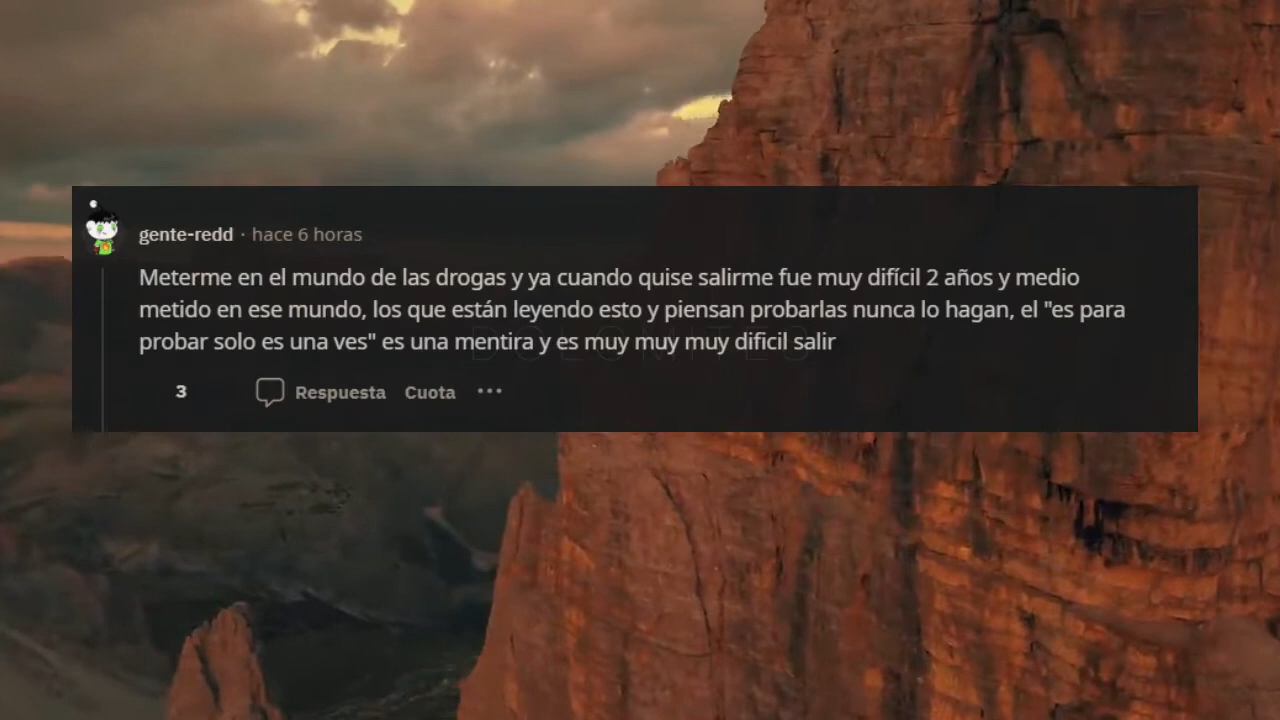 gente-redd · hace 6 horas
Meterme en el mundo de las drogas y ya cuando quise salirme fue muy difícil 2 años y medio
metido en ese mundo, los que están leyendo esto y piensan probarlas nunca lo hagan, el "es para
probar solo es una ves" es una mentira y es muy muy muy dificil salir
DOLOMITES
3 Respuesta Cuota •••